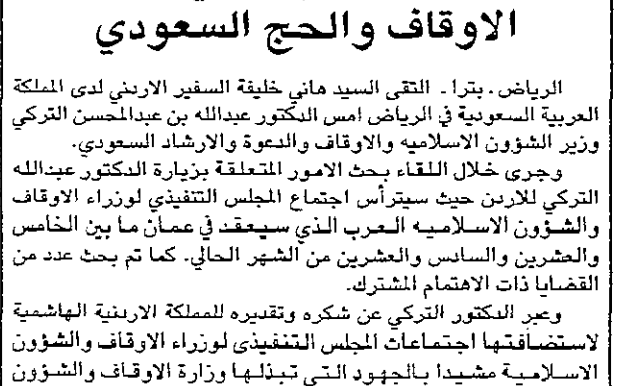 الاوقاف والحج السعودي
الرياض ـ بترا ـ التقى السيد هاني خليفة السفير الاردني لدى المملكة
العربية السعودية في الرياض امس الدكتور عبدالله بن عبدالمحسن التركي
وزير الشؤون الاسلاميه والاوقاف والدعوة والارشاد السعودي.
وجرى خلال اللقاء بحث الامور المتعلقة بزيارة الدكتور عبدالله
التركي للاردن حيث سيترأس اجتماع المجلس التنفيذي لوزراء الاوقاف
والشؤون الاسلاميه العرب الذي سيعقد في عمان ما بين الخامس
والعشرين والسادس والعشرين من الشهر الحالي. كما تم بحث عدد من
القضايا ذات الاهتمام المشترك.
وعبر الدكتور التركي عن شكره وتقديره للمملكة الاردنية الهاشمية
لاستضافتها اجتماعات المجلس التنفيذي لوزراء الاوقاف والشؤون
الاسلامية مشيدا بالجهود التي تبذلها وزارة الاوقاف والشؤون